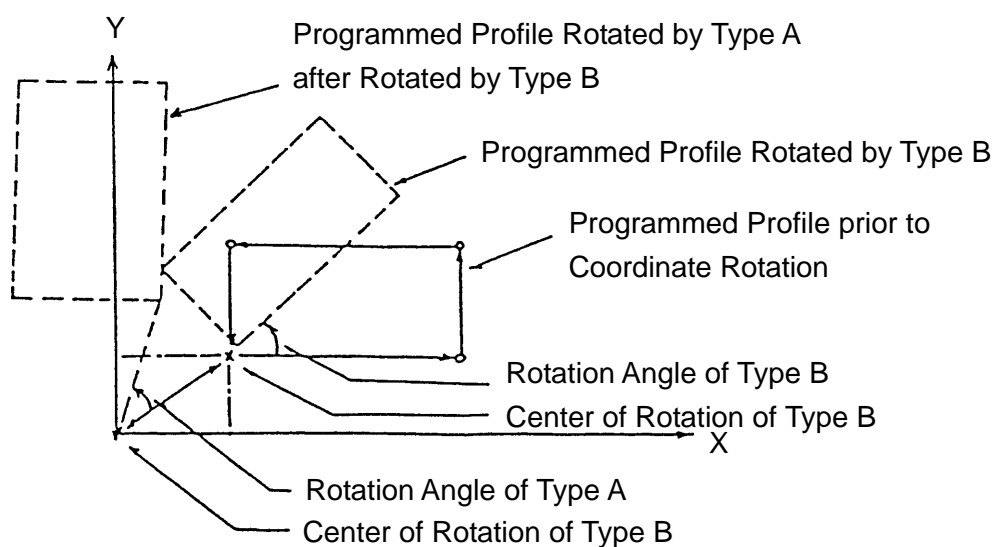 Y
Programmed Profile Rotated by Type A
after Rotated by Type B
Programmed Profile Rotated by Type B
Programmed Profile prior to
Coordinate Rotation
Rotation Angle of Type B
Center of Rotation of Type B
X
Rotation Angle of Type A
Center of Rotation of Type B